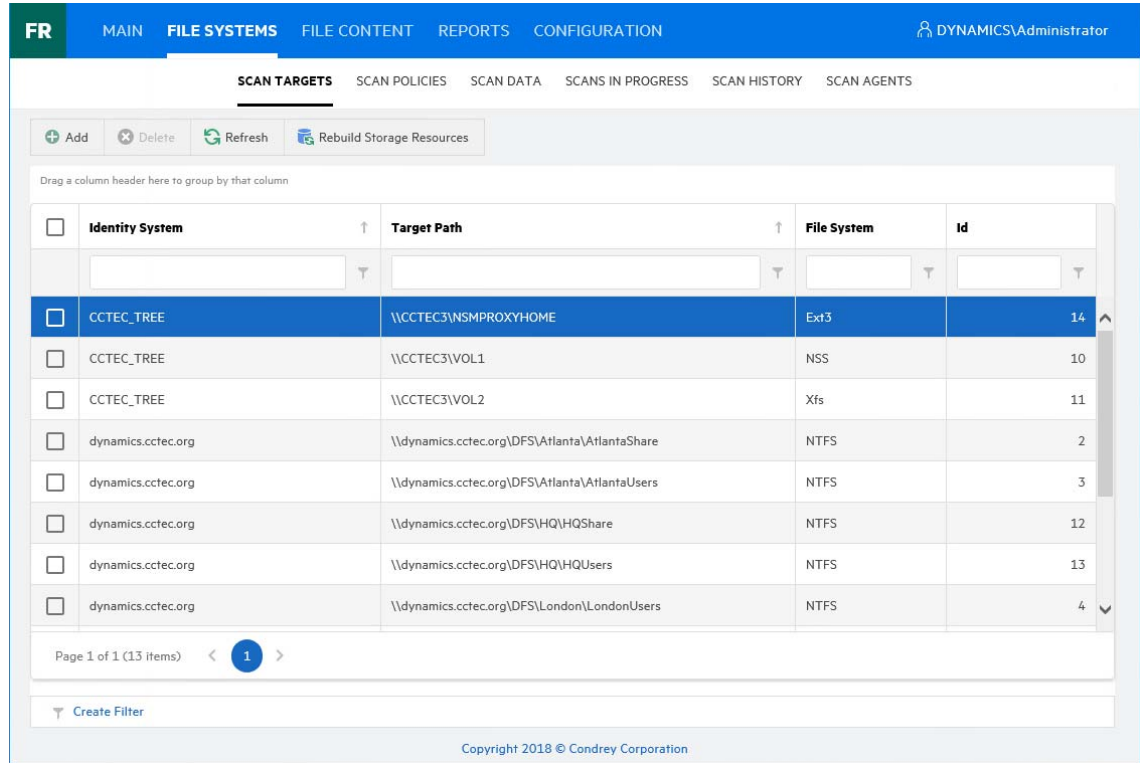 FR MAIN FILE SYSTEMS FILE CONTENT REPORTS CONFIGURATION DYNAMICS\Administrator
SCAN TARGETS SCAN POLICIES SCAN DATA SCANS IN PROGRESS SCAN HISTORY SCAN AGENTS
Add Delete Refresh Rebuild Storage Resources
Drag a column header here to group by that column
Identity System ↑ Target Path ↑ File System Id
CCTEC_TREE \\CCTEC3\NSMPROXYHOME Ext3 14
CCTEC_TREE \\CCTEC3\VOL1 NSS 10
CCTEC_TREE \\CCTEC3\VOL2 Xfs 11
dynamics.cctec.org \\dynamics.cctec.org\DFS\Atlanta\AtlantaShare NTFS 2
dynamics.cctec.org \\dynamics.cctec.org\DFS\Atlanta\AtlantaUsers NTFS 3
dynamics.cctec.org \\dynamics.cctec.org\DFS\HQ\HQShare NTFS 12
dynamics.cctec.org \\dynamics.cctec.org\DFS\HQ\HQUsers NTFS 13
dynamics.cctec.org \\dynamics.cctec.org\DFS\London\LondonUsers NTFS 4
Page 1 of 1 (13 items) < 1 >
Create Filter
Copyright 2018 © Condrey Corporation